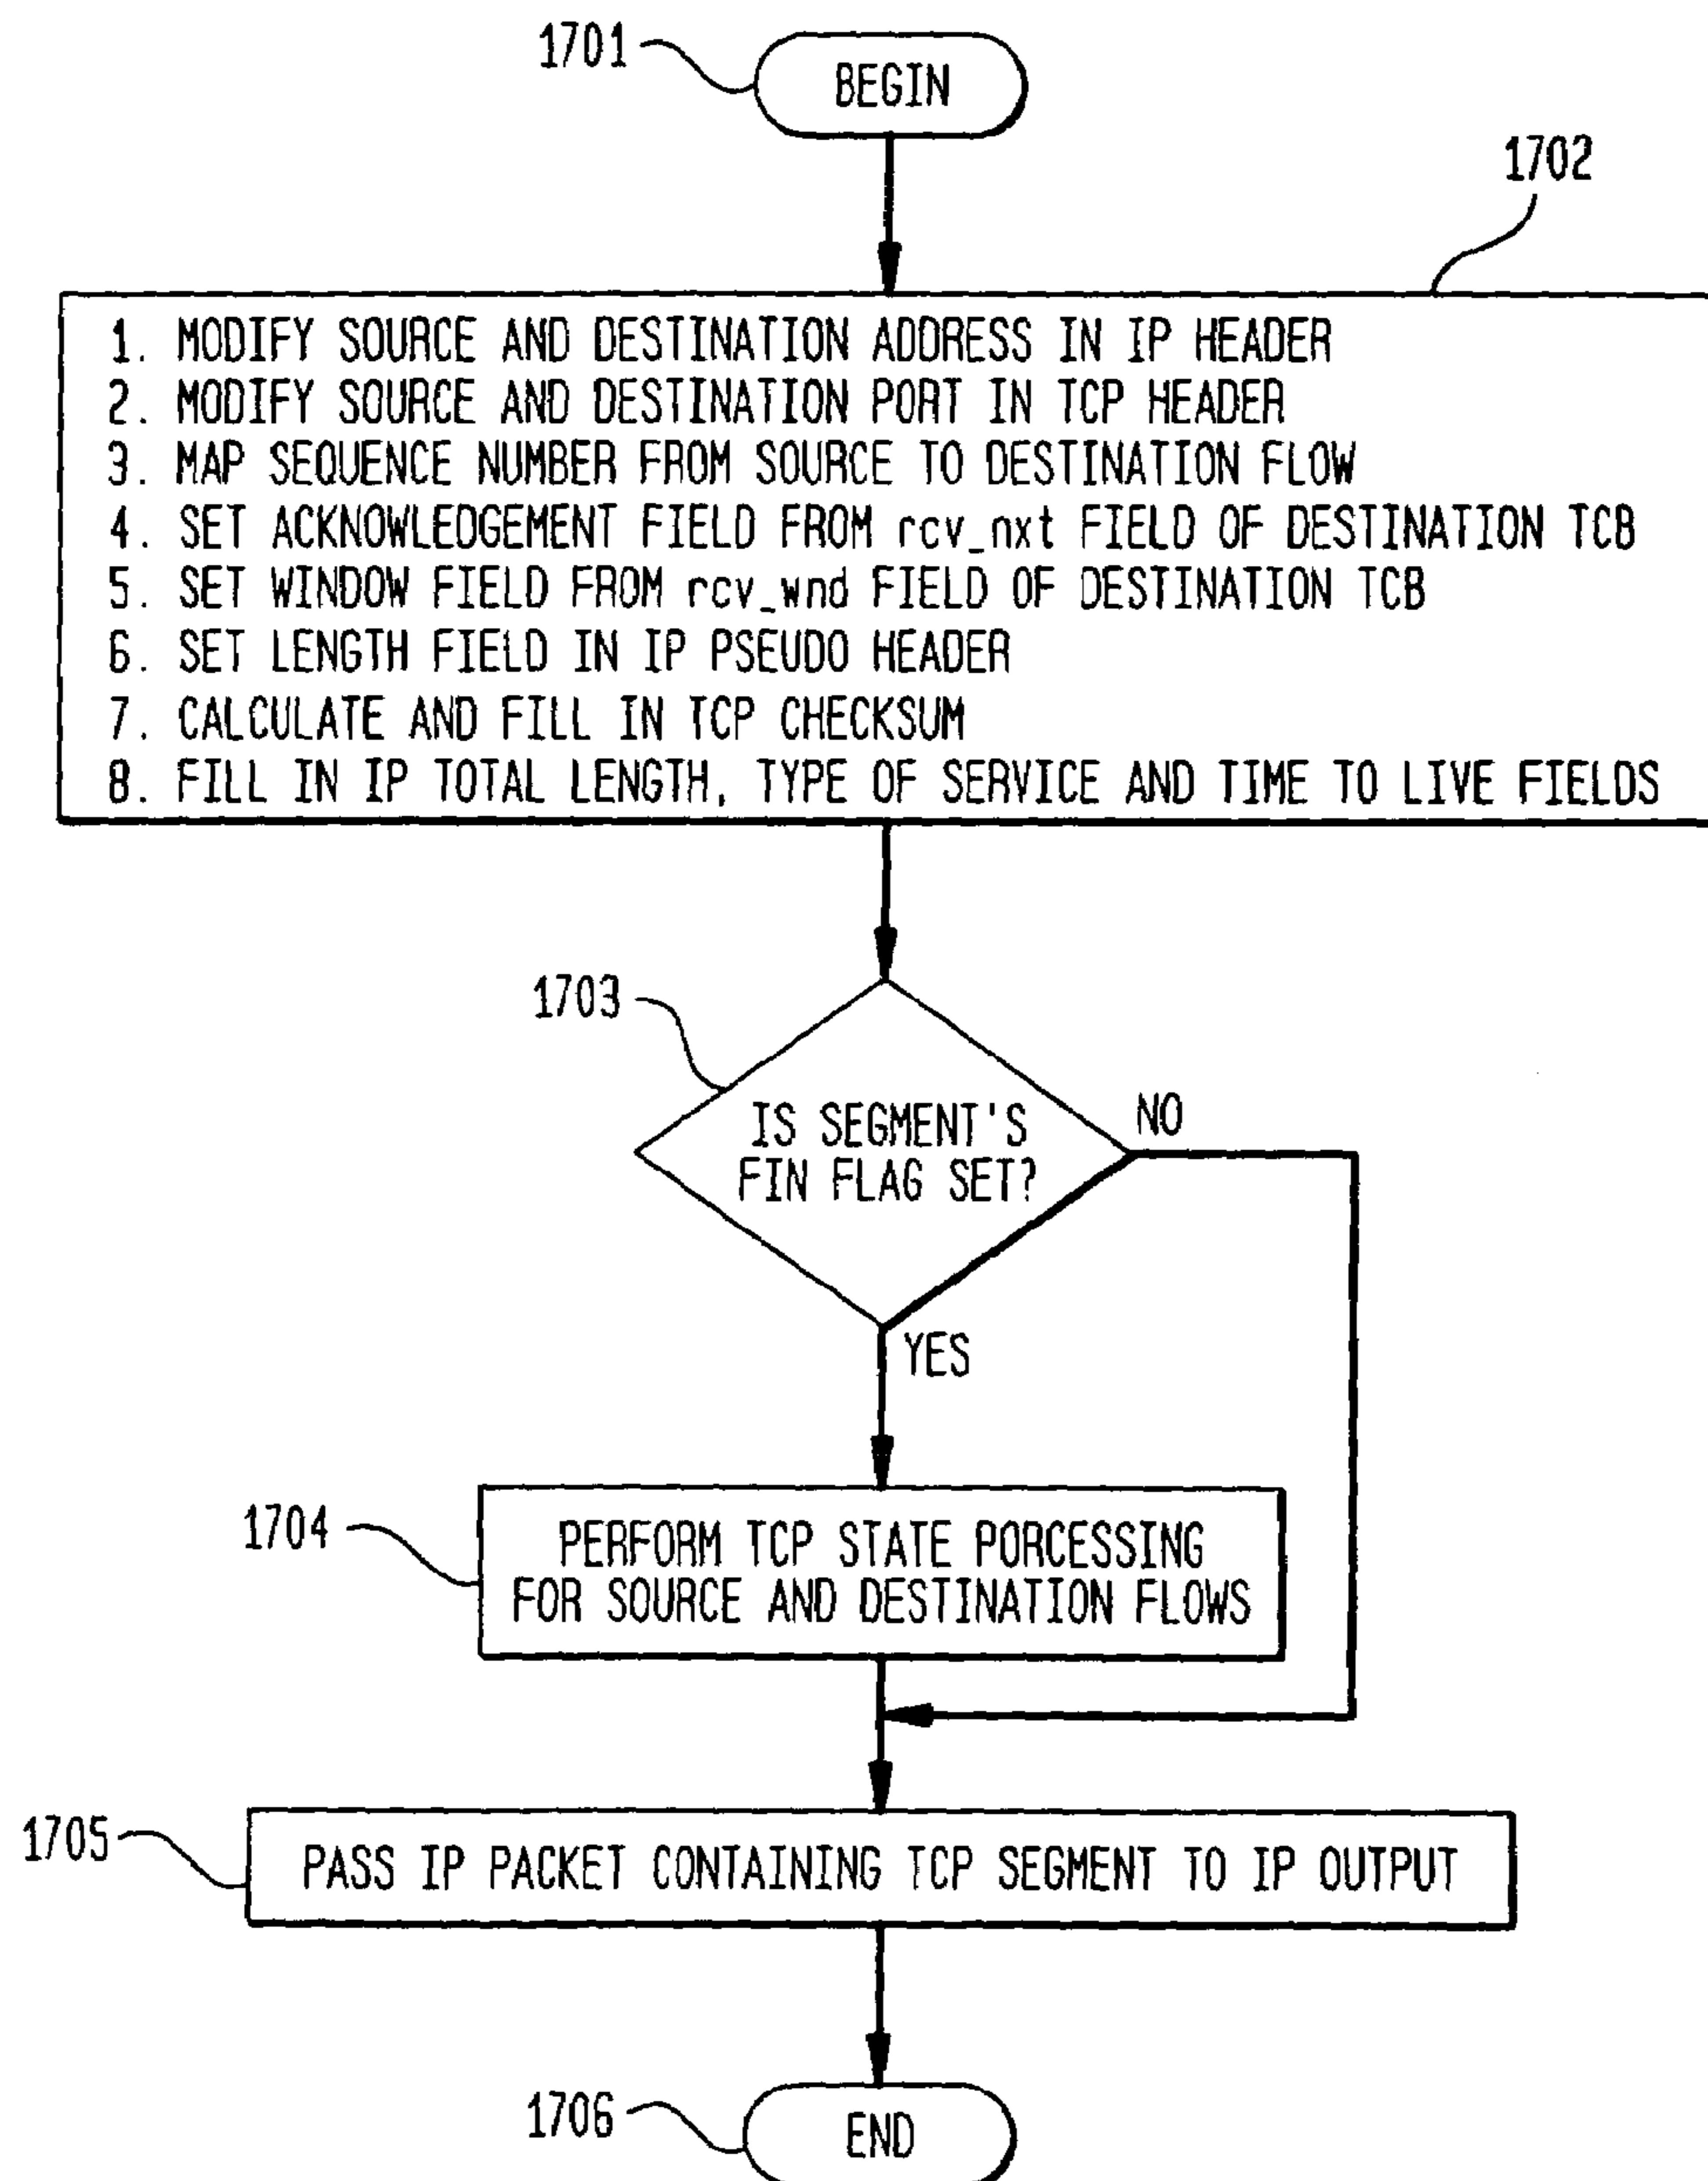 1701
BEGIN
1702
1. MODIFY SOURCE AND DESTINATION ADDRESS IN IP HEADER
2. MODIFY SOURCE AND DESTINATION PORT IN TCP HEADER
3. MAP SEQUENCE NUMBER FROM SOURCE TO DESTINATION FLOW
4. SET ACKNOWLEDGEMENT FIELD FROM rcv_nxt FIELD OF DESTINATION TCB
5. SET WINDOW FIELD FROM rcv_wnd FIELD OF DESTINATION TCB
6. SET LENGTH FIELD IN IP PSEUDO HEADER
7. CALCULATE AND FILL IN TCP CHECKSUM
8. FILL IN IP TOTAL LENGTH, TYPE OF SERVICE AND TIME TO LIVE FIELDS
1703
IS SEGMENT'S
FIN FLAG SET?
NO
YES
1704
PERFORM TCP STATE PORCESSING
FOR SOURCE AND DESTINATION FLOWS
1705
PASS IP PACKET CONTAINING TCP SEGMENT TO IP OUTPUT
1706
END